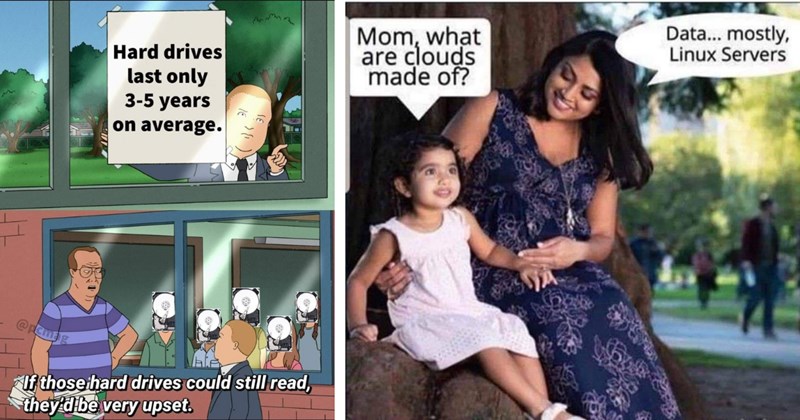 Hard drives
last only
3-5 years
on average.
If those hard drives could still read,
they'd be very upset.
Mom, what
are clouds
made of?
Data... mostly,
Linux Servers